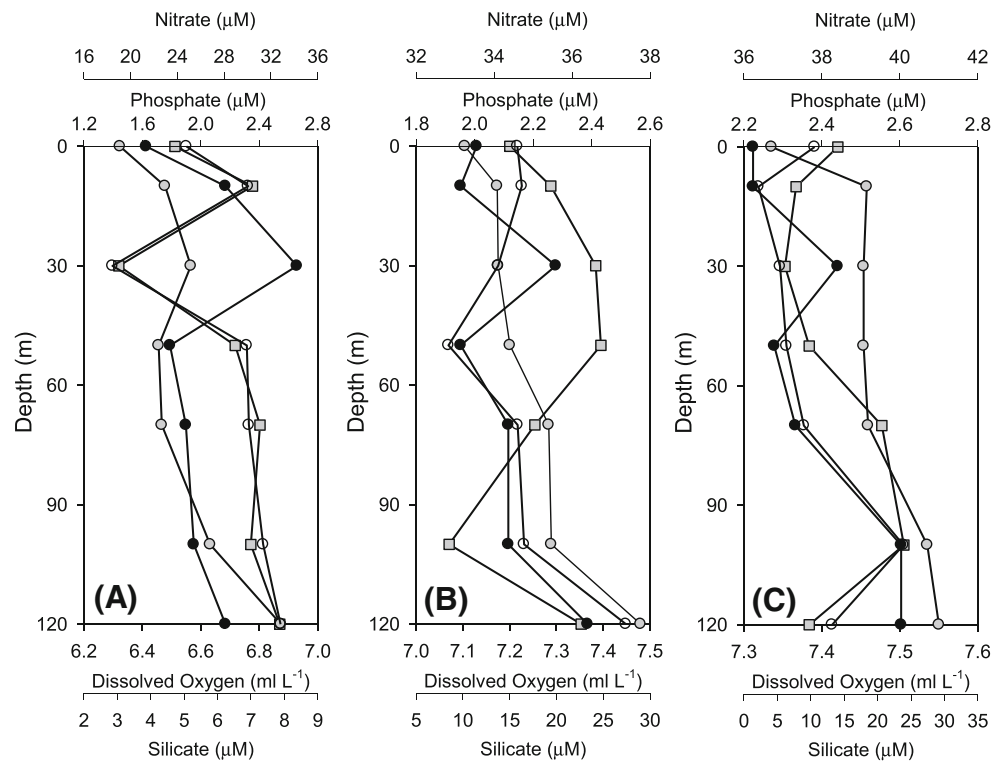 Nitrate (μM) Nitrate (μM) Nitrate (μM)
16 20 24 28 32 36 32 34 36 38 36 38 40 42
Phosphate (μM) Phosphate (μM) Phosphate (μM)
1.2 1.6 2.0 2.4 2.8 1.8 2.0 2.2 2.4 2.6 2.2 2.4 2.6 2.8
0 0 0
30 30 30
Depth (m) Depth (m) Depth (m)
60 60 60
90 90 90
(A) (B) (C)
120 120 120
6.2 6.4 6.6 6.8 7.0 7.0 7.1 7.2 7.3 7.4 7.5 7.3 7.4 7.5 7.6
Dissolved Oxygen (ml L⁻¹) Dissolved Oxygen (ml L⁻¹) Dissolved Oxygen (ml L⁻¹)
2 3 4 5 6 7 8 9 5 10 15 20 25 30 0 5 10 15 20 25 30 35
Silicate (μM) Silicate (μM) Silicate (μM)